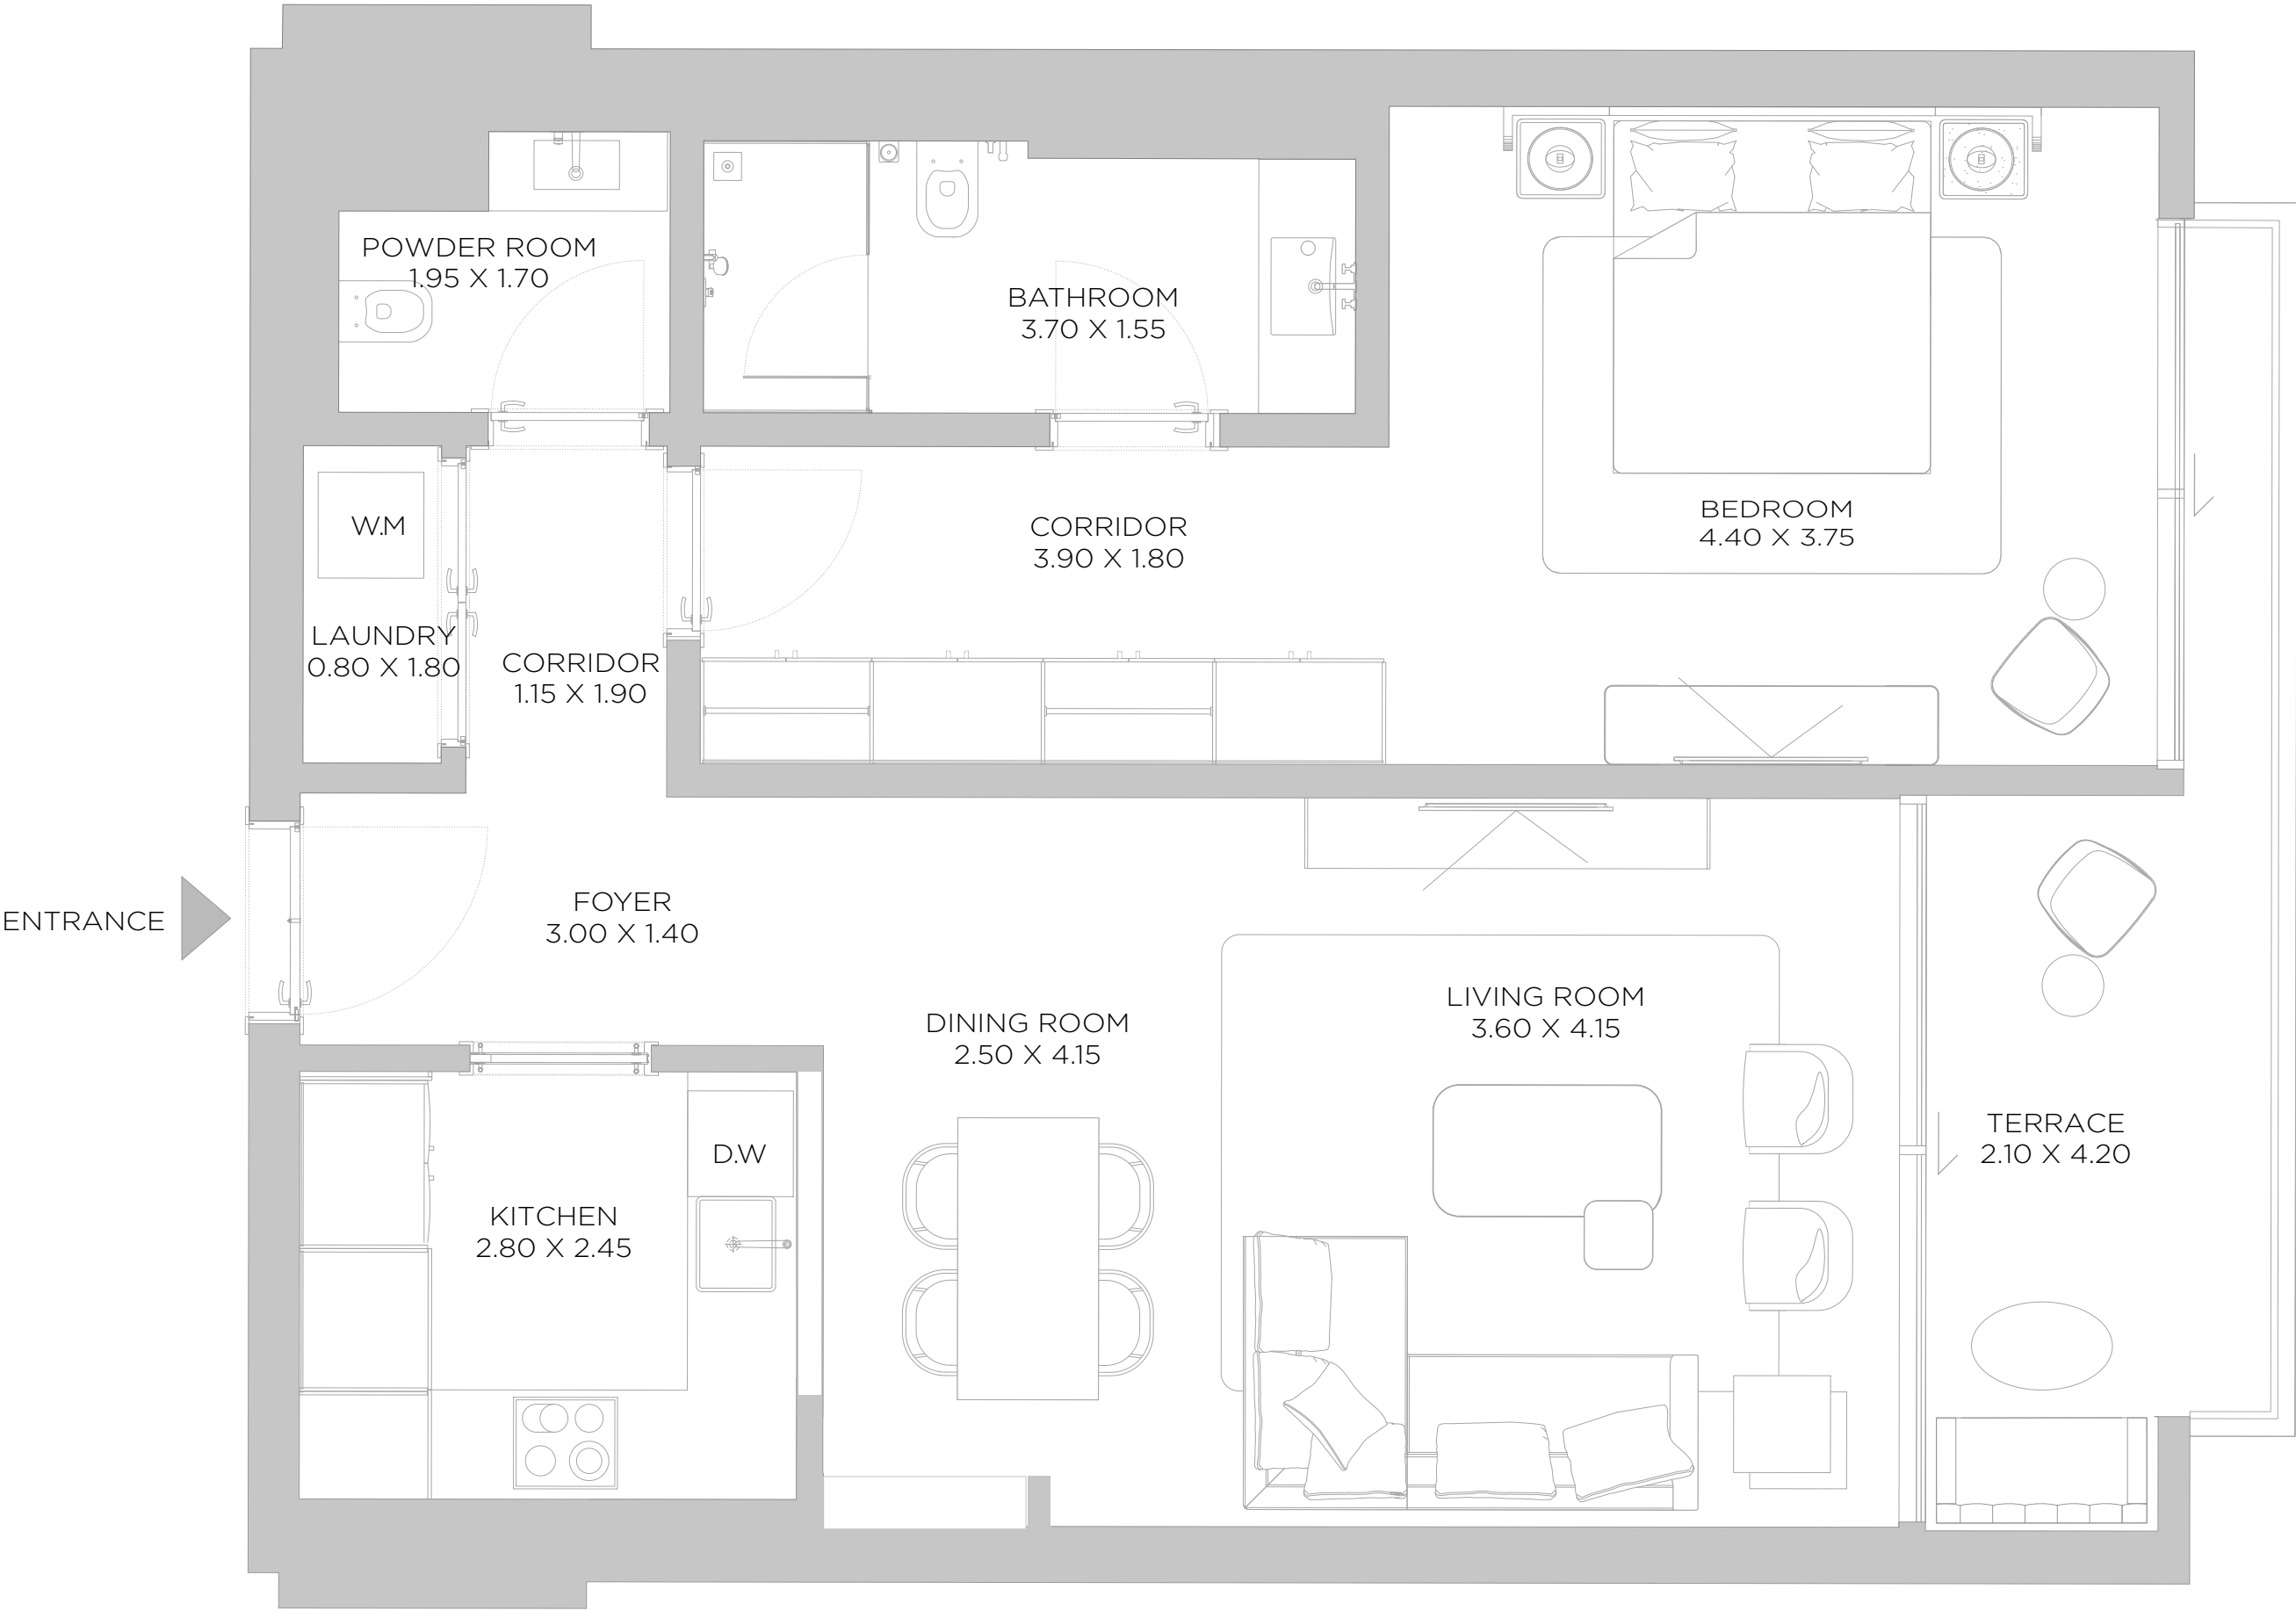 POWDER ROOM
1.95 X 1.70
BATHROOM
3.70 X 1.55
W.M
LAUNDRY
0.80 X 1.80
CORRIDOR
1.15 X 1.90
CORRIDOR
3.90 X 1.80
BEDROOM
4.40 X 3.75
ENTRANCE
FOYER
3.00 X 1.40
DINING ROOM
2.50 X 4.15
LIVING ROOM
3.60 X 4.15
TERRACE
2.10 X 4.20
D.W
KITCHEN
2.80 X 2.45